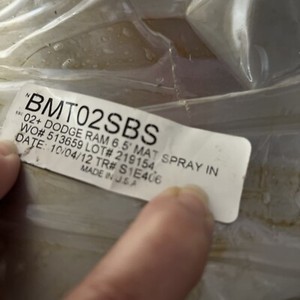 BMT02SBS
02+ DODGE RAM 6.5' MAT SPRAY IN
WO# 513659 LOT# 219154
DATE: 10/04/12 TR# S1E406
MADE IN U.S.A